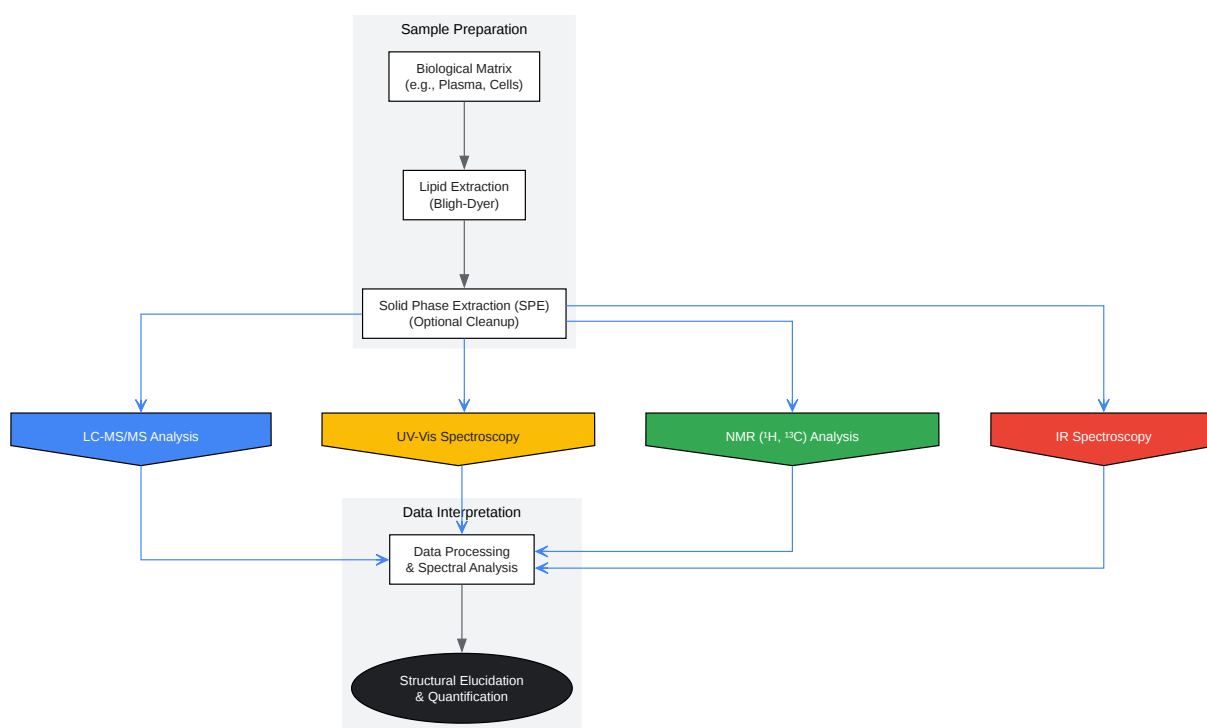 Sample Preparation
Biological Matrix
(e.g., Plasma, Cells)
Lipid Extraction
(Bligh-Dyer)
Solid Phase Extraction (SPE)
(Optional Cleanup)
LC-MS/MS Analysis
UV-Vis Spectroscopy
NMR (¹H, ¹³C) Analysis
IR Spectroscopy
Data Interpretation
Data Processing
& Spectral Analysis
Structural Elucidation
& Quantification